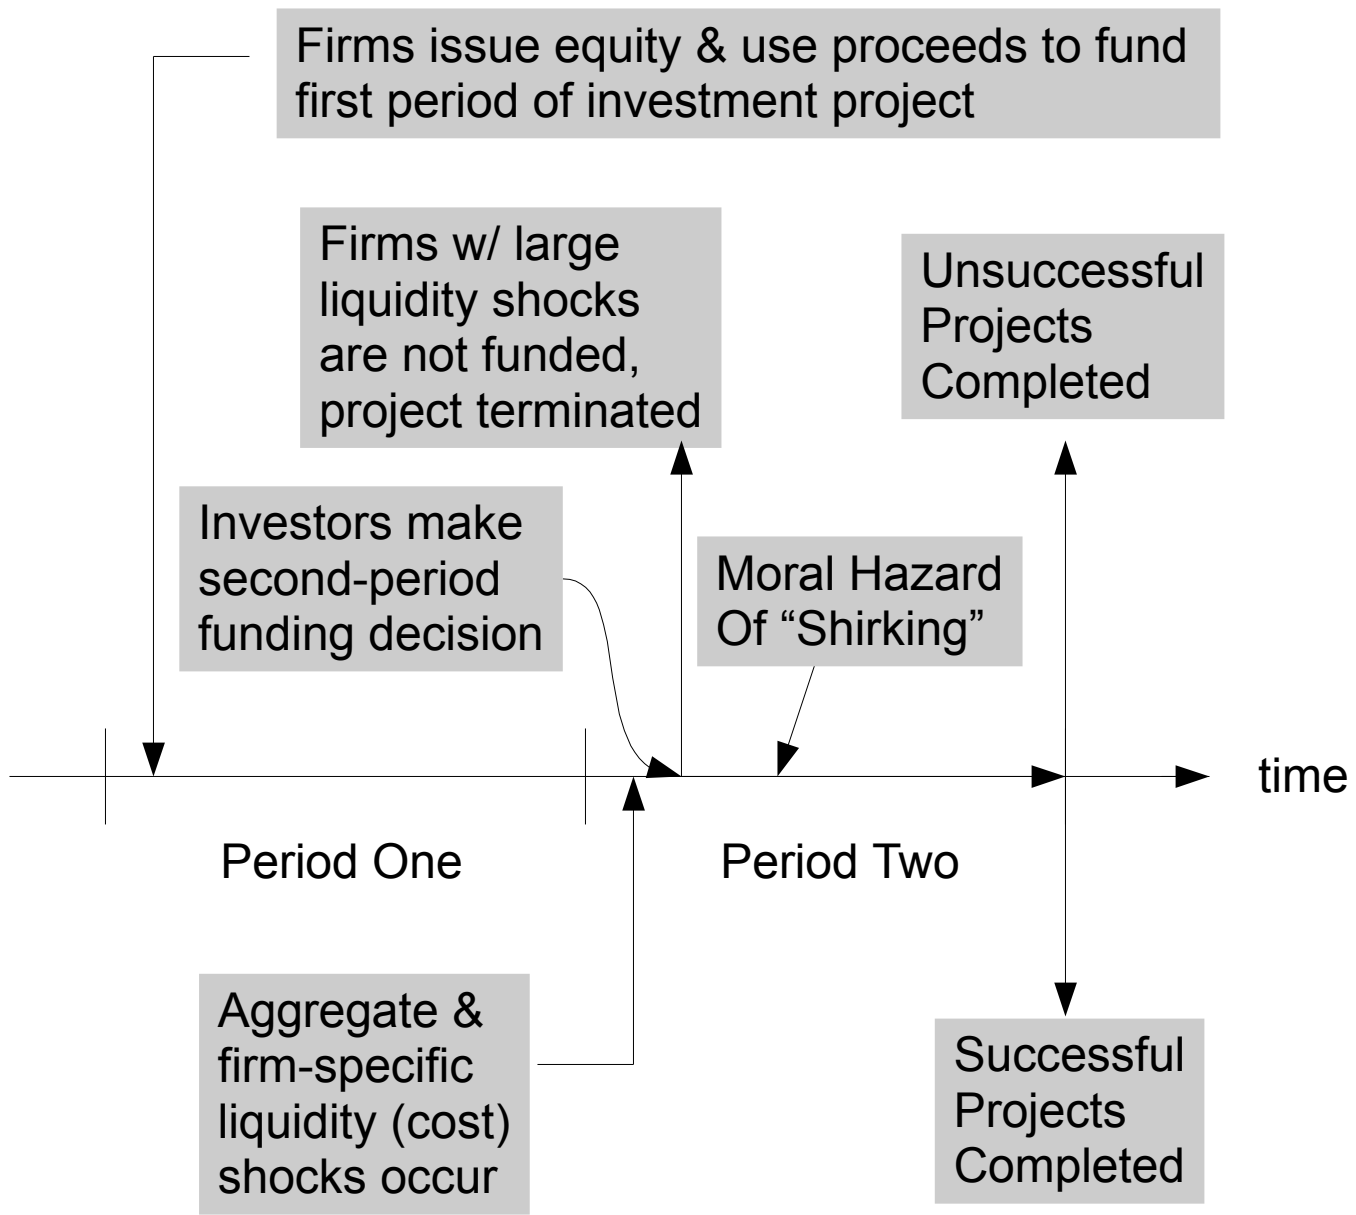 Firms issue equity & use proceeds to fund
first period of investment project
Firms w/ large
liquidity shocks
are not funded,
project terminated
Unsuccessful
Projects
Completed
Investors make
second-period
funding decision
Moral Hazard
Of “Shirking”
time
Period One
Period Two
Aggregate &
firm-specific
liquidity (cost)
shocks occur
Successful
Projects
Completed